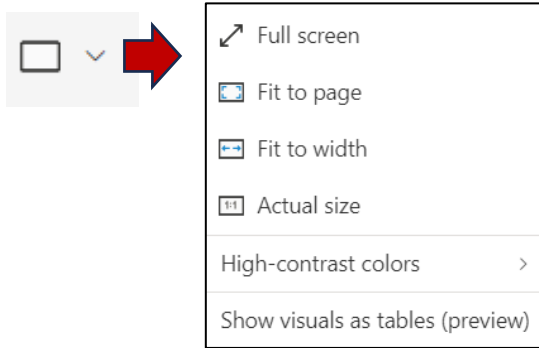 Full screen
Fit to page
Fit to width
1:1 Actual size
High-contrast colors
Show visuals as tables (preview)